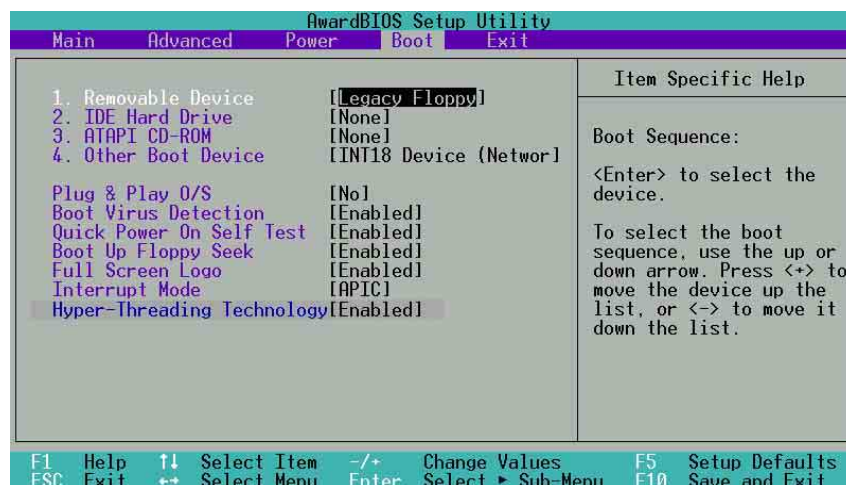 AwardBIOS Setup Utility
Main Advanced Power Boot Exit
1. Removable Device [Legacy Floppy]
2. IDE Hard Drive [None]
3. ATAPI CD-ROM [None]
4. Other Boot Device [INT18 Device (Networ]
Plug & Play O/S [No]
Boot Virus Detection [Enabled]
Quick Power On Self Test [Enabled]
Boot Up Floppy Seek [Enabled]
Full Screen Logo [Enabled]
Interrupt Mode [APIC]
Hyper-Threading Technology[Enabled]
Item Specific Help
Boot Sequence:
<Enter> to select the
device.
To select the boot
sequence, use the up or
down arrow. Press <+> to
move the device up the
list, or <-> to move it
down the list.
F1 Help ↑↓ Select Item -/+ Change Values F5 Setup Defaults
ESC Exit ←→ Select Menu Enter Select ► Sub-Menu F10 Save and Exit